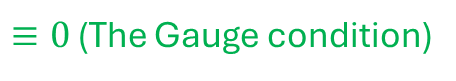 ≡ 0 (The Gauge condition)